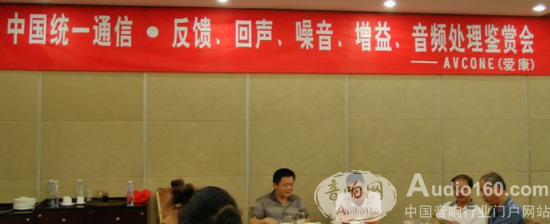 中国统一通信·反馈、回声、噪音、增益、音频处理鉴赏会
—— AVCONE(爱康)
音响网
Audio160.com
中国音响行业门户网站